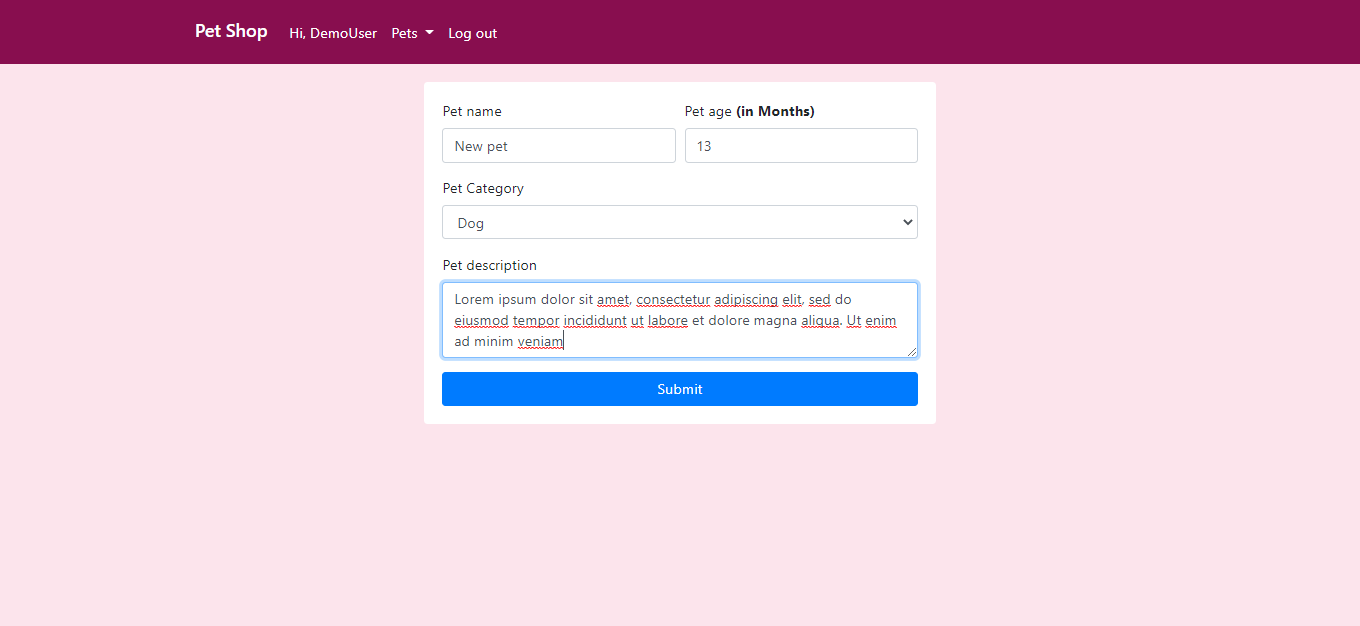 Pet Shop Hi, DemoUser Pets Log out
Pet name Pet age (in Months)
New pet 13
Pet Category
Dog
Pet description
Lorem ipsum dolor sit amet, consectetur adipiscing elit, sed do
eiusmod tempor incididunt ut labore et dolore magna aliqua. Ut enim
ad minim veniam
Submit